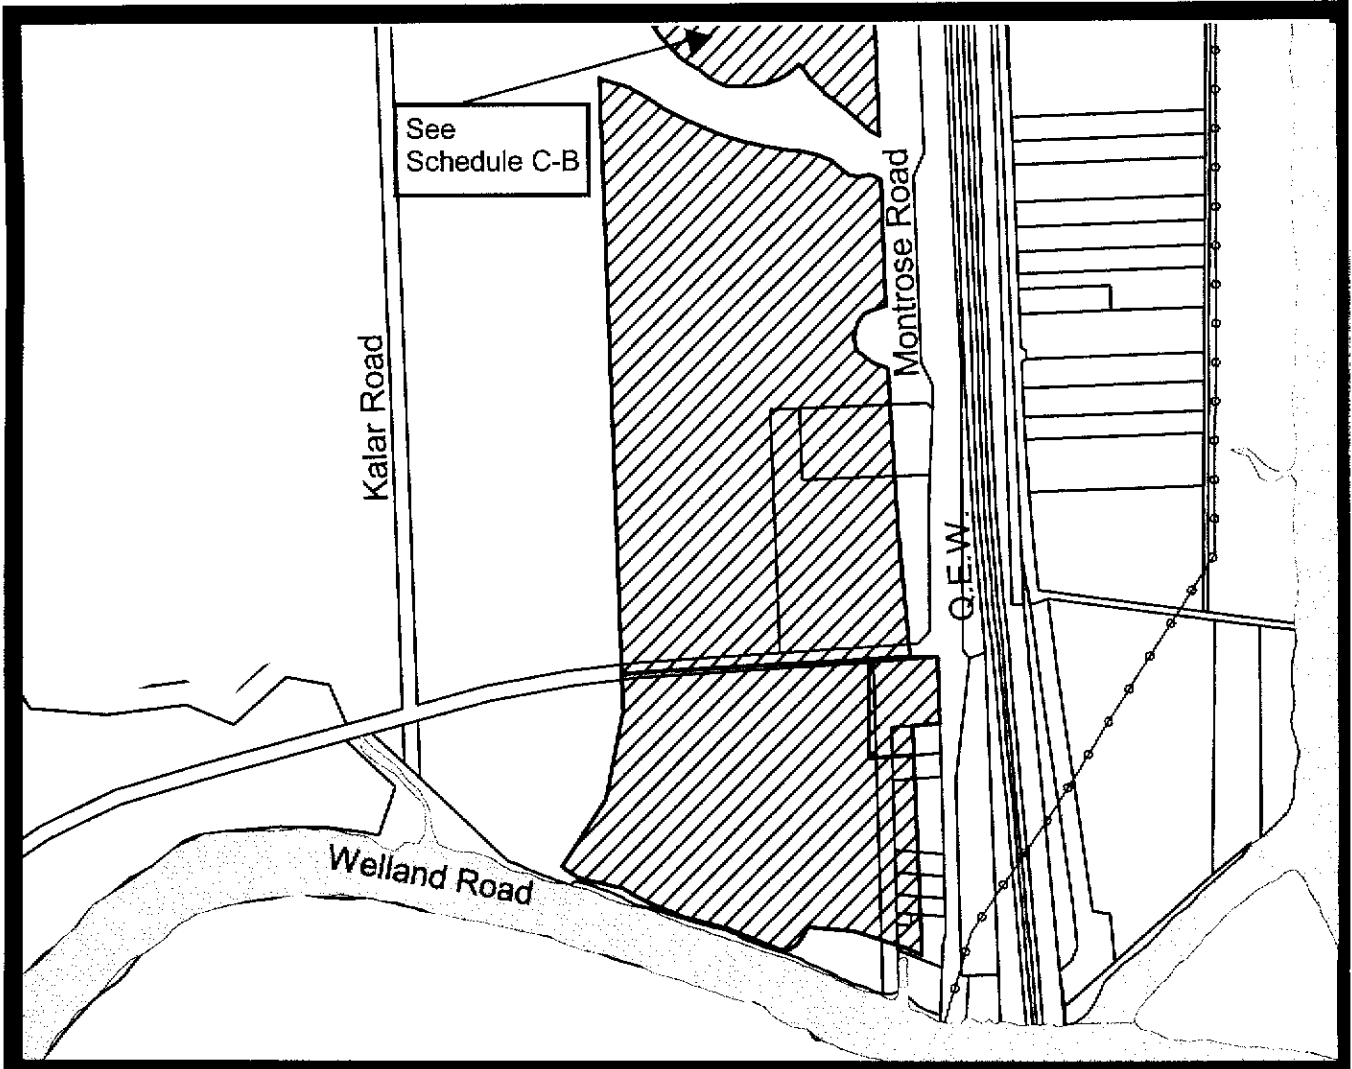 See
Schedule C-B
Montrose Road
Kalar Road
Q.E.W.
Welland Road